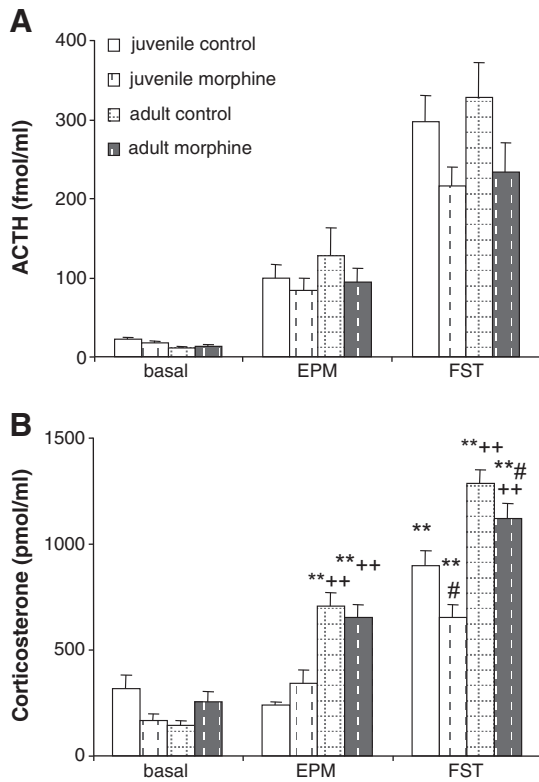 A
400
300
200
100
0
ACTH (fmol/ml)
juvenile control
juvenile morphine
adult control
adult morphine
basal
EPM
FST
B
1500
1000
500
0
Corticosterone (pmol/ml)
**++
**++
**
**
#
**++
**#
++
basal
EPM
FST